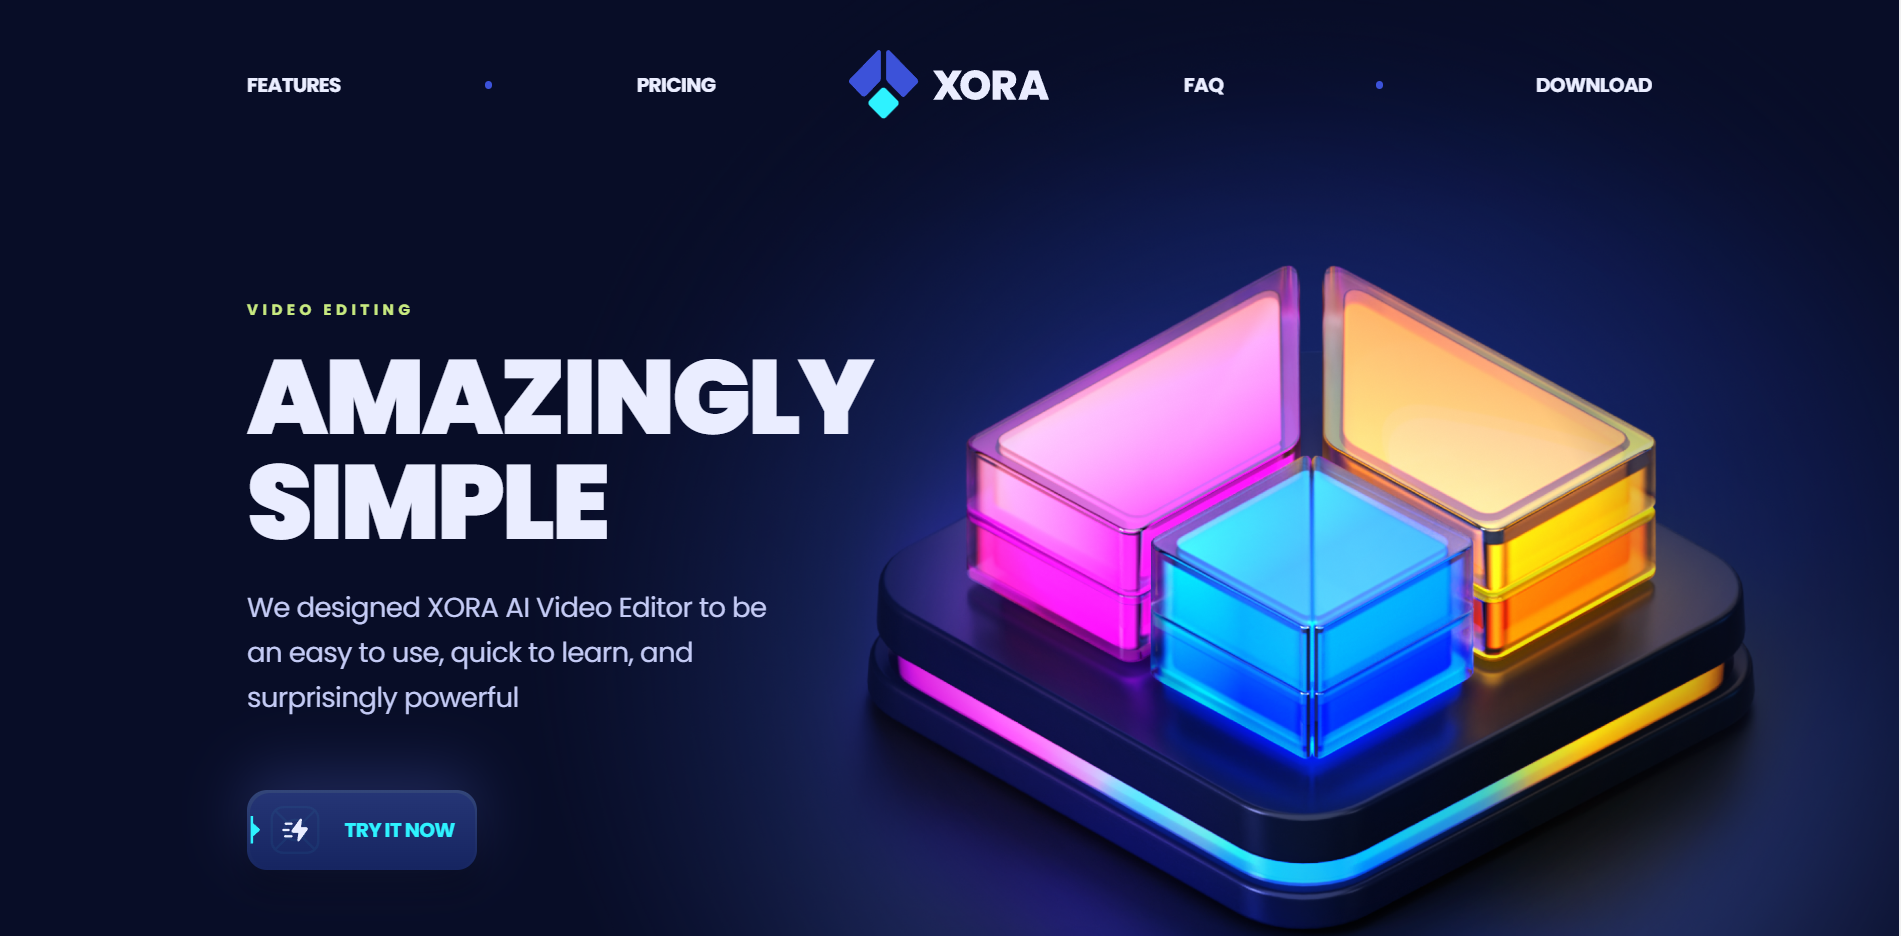 FEATURES
PRICING
XORA
FAQ
DOWNLOAD
VIDEO EDITING
AMAZINGLY
SIMPLE
We designed XORA AI Video Editor to be
an easy to use, quick to learn, and
surprisingly powerful
TRY IT NOW